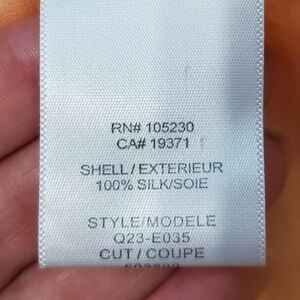 RN# 105230
CA# 19371
SHELL/EXTERIEUR
100% SILK/SOIE
STYLE/MODELE
Q23-E035
CUT/COUPE